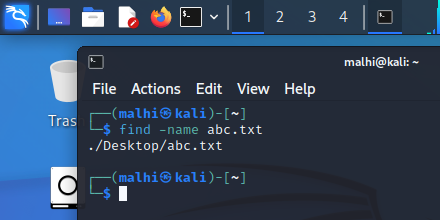 1 2 3 4
malhi@kali: ~
File Actions Edit View Help
Tras
┌──(malhi㉿kali)-[~]
└─$ find -name abc.txt
./Desktop/abc.txt
┌──(malhi㉿kali)-[~]
└─$